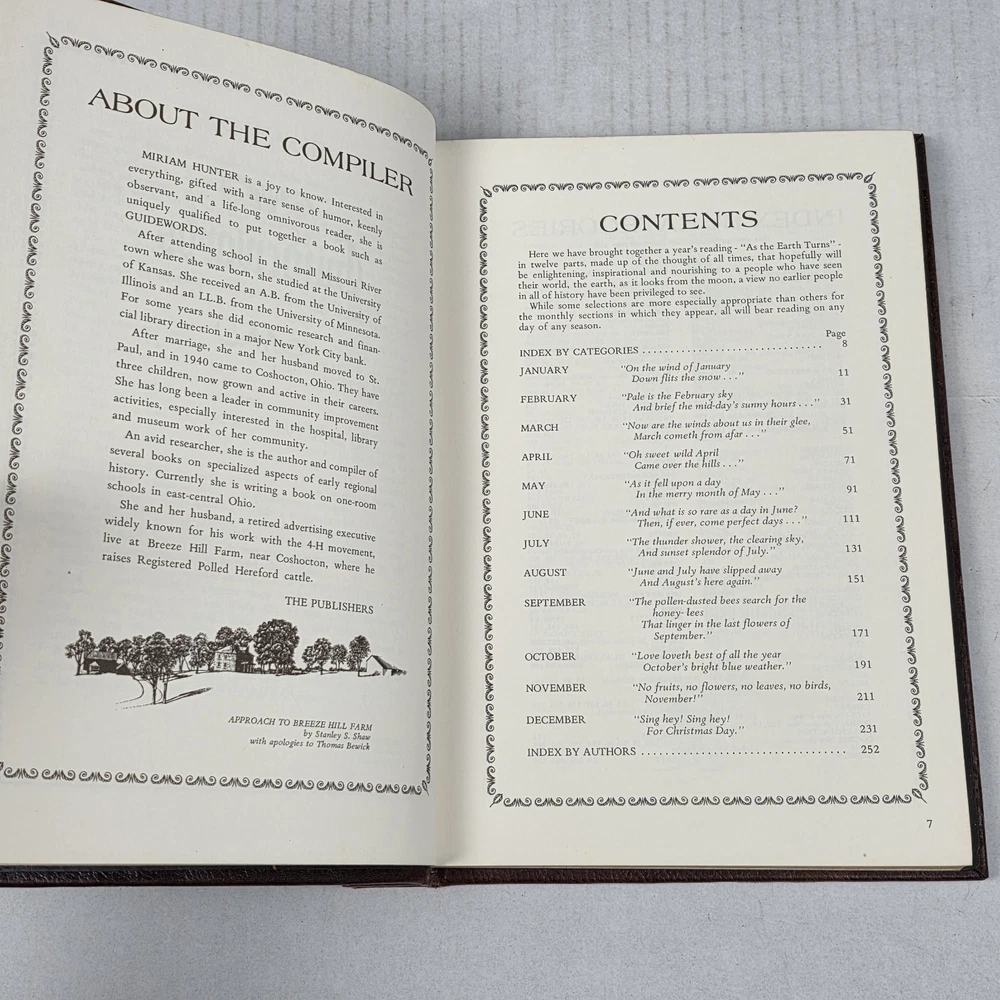 ABOUT THE COMPILER
MIRIAM HUNTER is a joy to know. Interested in
everything, gifted with a rare sense of humor, keenly
observant, and a life-long omnivorous reader, she is
uniquely qualified to put together a book such as
GUIDEWORDS.
After attending school in the small Missouri River
town where she was born, she studied at the University
of Kansas. She received an A.B. from the University of
Illinois and an LL.B. from the University of Minnesota.
For some years she did economic research and finan-
cial library direction in a major New York City bank.
After marriage, she and her husband moved to St.
Paul, and in 1940 came to Coshocton, Ohio. They have
three children, now grown and active in their careers.
She has long been a leader in community improvement
activities, especially interested in the hospital, library
and museum work of her community.
An avid researcher, she is the author and compiler of
several books on specialized aspects of early regional
history. Currently she is writing a book on one-room
schools in east-central Ohio.
She and her husband, a retired advertising executive
widely known for his work with the 4-H movement,
live at Breeze Hill Farm, near Coshocton, where he
raises Registered Polled Hereford cattle.
THE PUBLISHERS
APPROACH TO BREEZE HILL FARM
by Stanley S. Shaw
with apologies to Thomas Bewick
CONTENTS
Here we have brought together a year's reading - "As the Earth Turns" -
in twelve parts, made up of the thought of all times, that hopefully will
be enlightening, inspirational and nourishing to a people who have seen
their world, the earth, as it looks from the moon, a view no earlier people
in all of history have been privileged to see.
While some selections are more especially appropriate than others for
the monthly sections in which they appear, all will bear reading on any
day of any season.
Page
INDEX BY CATEGORIES . . . . . . . . . . . . . . . . . . . . . . . . . . . . . . . 8
JANUARY "On the wind of January
Down flits the snow . . ." 11
FEBRUARY "Pale is the February sky
And brief the mid-day's sunny hours . . ." 31
MARCH "Now are the winds about us in their glee,
March cometh from afar . . ." 51
APRIL "Oh sweet wild April
Came over the hills . . ." 71
MAY "As it fell upon a day
In the merry month of May . . ." 91
JUNE "And what is so rare as a day in June?
Then, if ever, come perfect days . . ." 111
JULY "The thunder shower, the clearing sky,
And sunset splendor of July." 131
AUGUST "June and July have slipped away
And August's here again." 151
SEPTEMBER "The pollen-dusted bees search for the
honey- lees
That linger in the last flowers of
September." 171
OCTOBER "Love loveth best of all the year
October's bright blue weather." 191
NOVEMBER "No fruits, no flowers, no leaves, no birds,
November!" 211
DECEMBER "Sing hey! Sing hey!
For Christmas Day." 231
INDEX BY AUTHORS . . . . . . . . . . . . . . . . . . . . . . . . . . . . . . . . . . 252
7